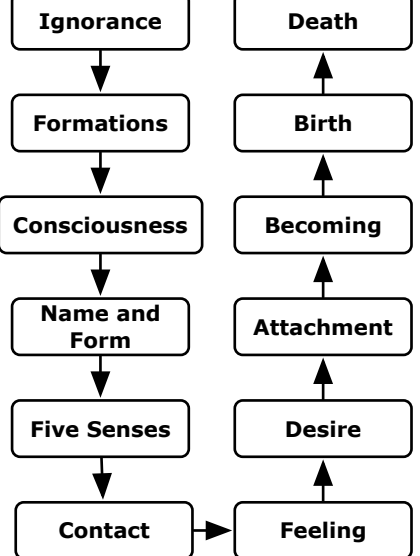 Ignorance
Formations
Consciousness
Name and
Form
Five Senses
Contact
Feeling
Desire
Attachment
Becoming
Birth
Death